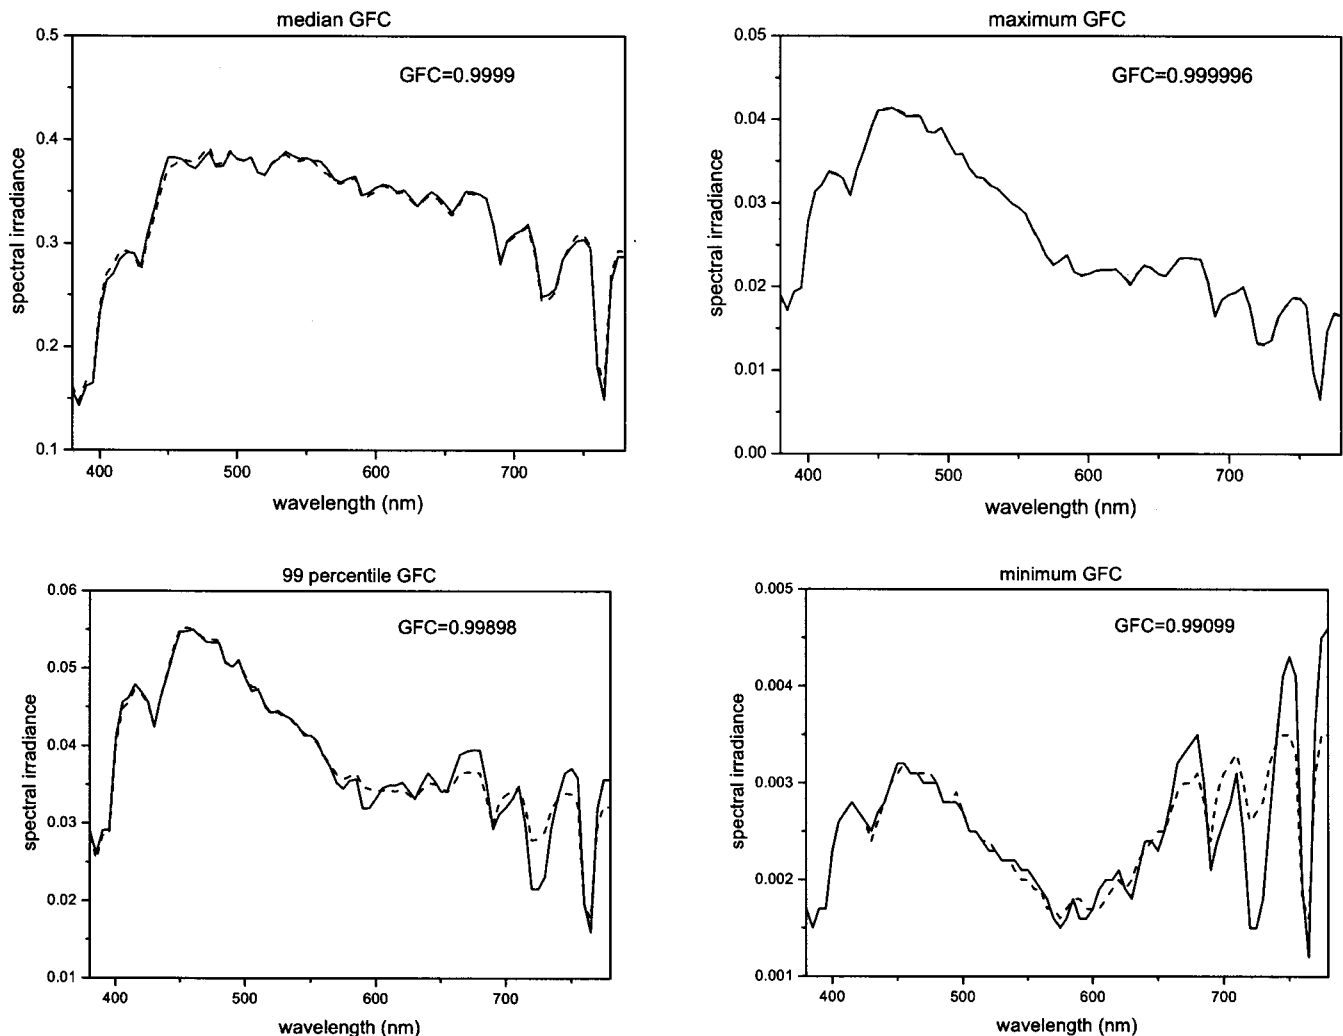 median GFC
GFC=0.9999
0.5
0.4
0.3
0.2
0.1
spectral irradiance
400 500 600 700
wavelength (nm)
maximum GFC
GFC=0.999996
0.05
0.04
0.03
0.02
0.01
0.00
spectral irradiance
400 500 600 700
wavelength (nm)
99 percentile GFC
GFC=0.99898
0.06
0.05
0.04
0.03
0.02
0.01
spectral irradiance
400 500 600 700
wavelength (nm)
minimum GFC
GFC=0.99099
0.005
0.004
0.003
0.002
0.001
spectral irradiance
400 500 600 700
wavelength (nm)